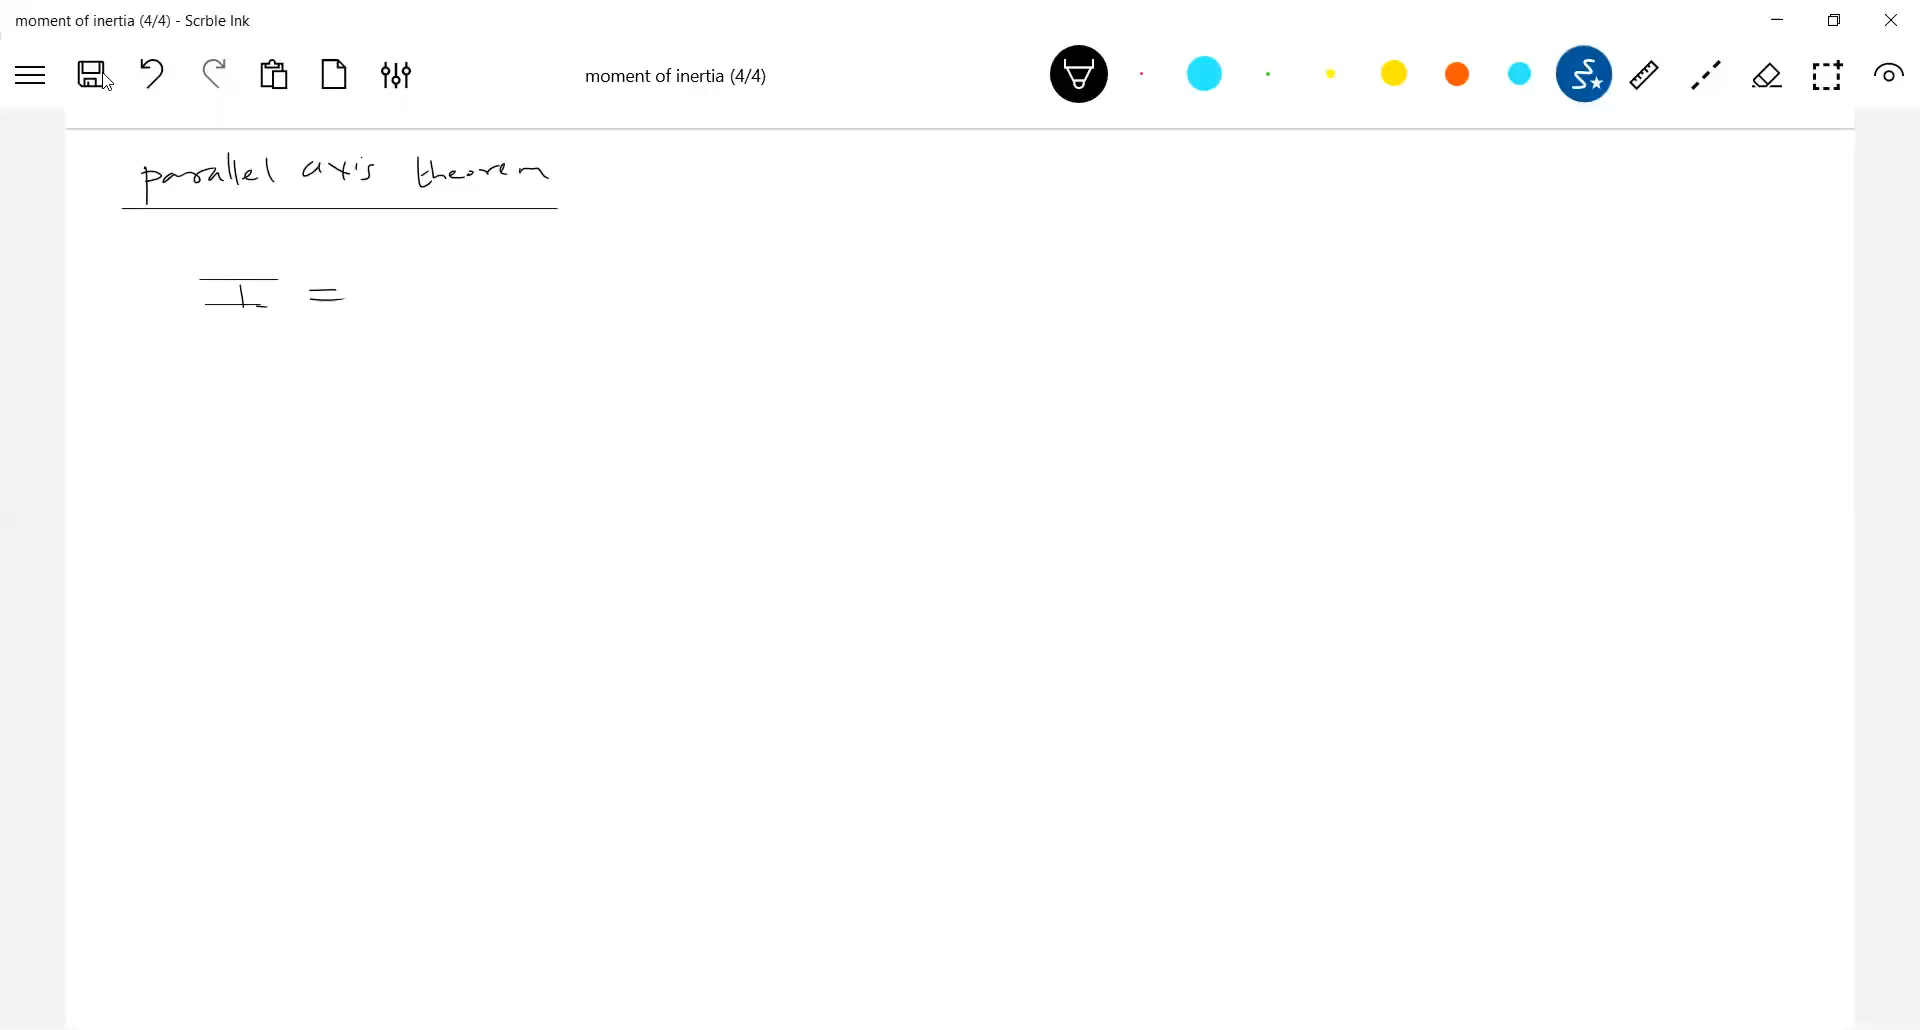 moment of inertia (4/4) - Scrble Ink
moment of inertia (4/4)
parallel axis theorem
I =